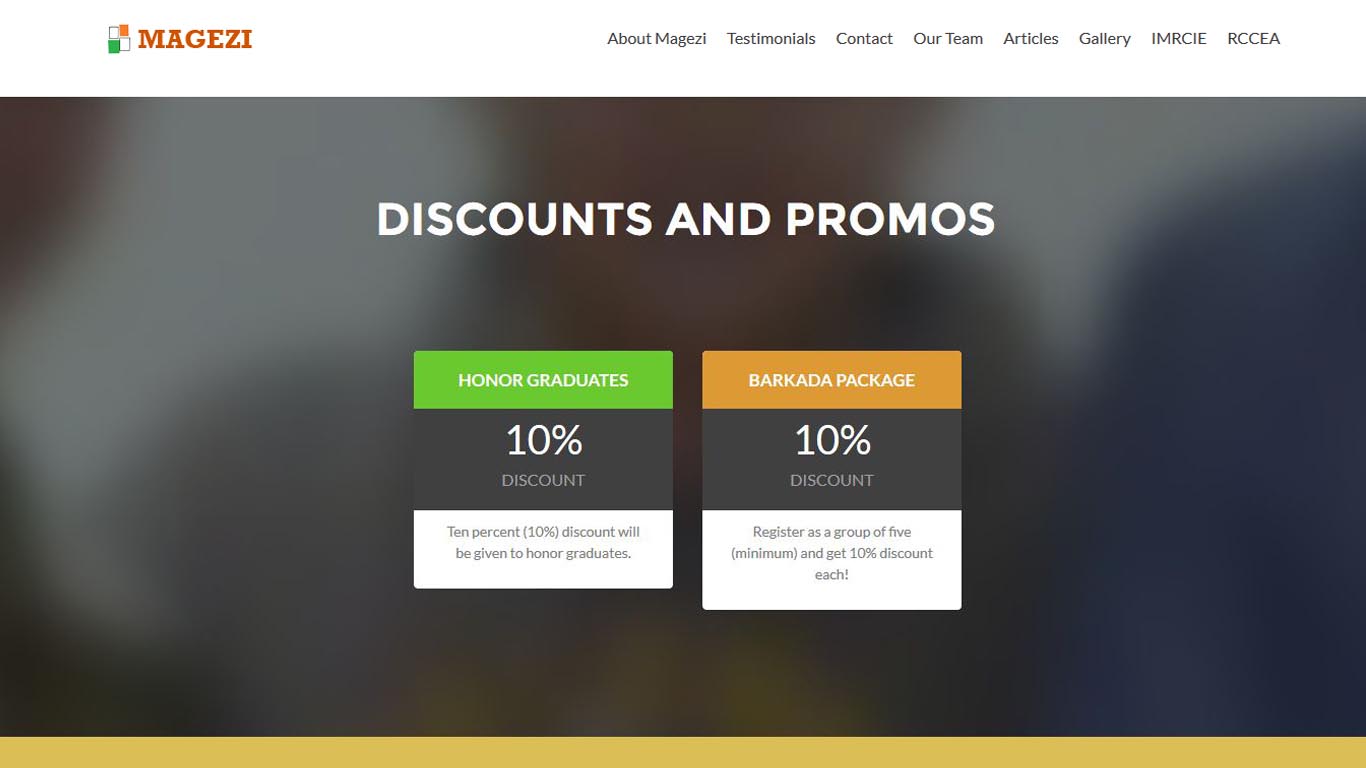 MAGEZI
About Magezi Testimonials Contact Our Team Articles Gallery IMRCIE RCCEA
DISCOUNTS AND PROMOS
HONOR GRADUATES
10%
DISCOUNT
Ten percent (10%) discount will
be given to honor graduates.
BARKADA PACKAGE
10%
DISCOUNT
Register as a group of five
(minimum) and get 10% discount
each!